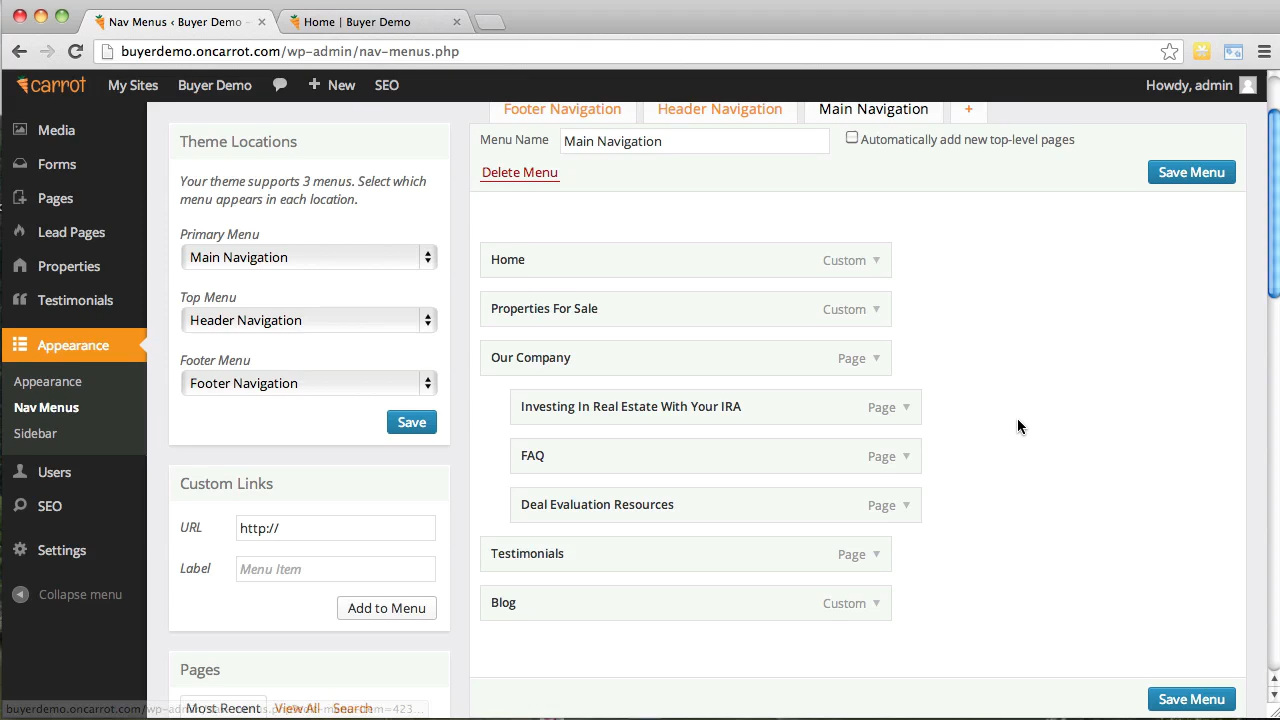 Nav Menus ‹ Buyer Demo
Home | Buyer Demo
buyerdemo.oncarrot.com/wp-admin/nav-menus.php
carrot My Sites Buyer Demo + New SEO Howdy, admin
Media
Forms
Pages
Lead Pages
Properties
Testimonials
Appearance
Appearance
Nav Menus
Sidebar
Users
SEO
Settings
Collapse menu
Theme Locations
Your theme supports 3 menus. Select which
menu appears in each location.
Primary Menu
Main Navigation
Top Menu
Header Navigation
Footer Menu
Footer Navigation
Save
Custom Links
URL http://
Label Menu Item
Add to Menu
Pages
Most Recent View All Search
Footer Navigation Header Navigation Main Navigation +
Menu Name Main Navigation Automatically add new top-level pages
Delete Menu Save Menu
Home Custom
Properties For Sale Custom
Our Company Page
Investing In Real Estate With Your IRA Page
FAQ Page
Deal Evaluation Resources Page
Testimonials Page
Blog Custom
Save Menu